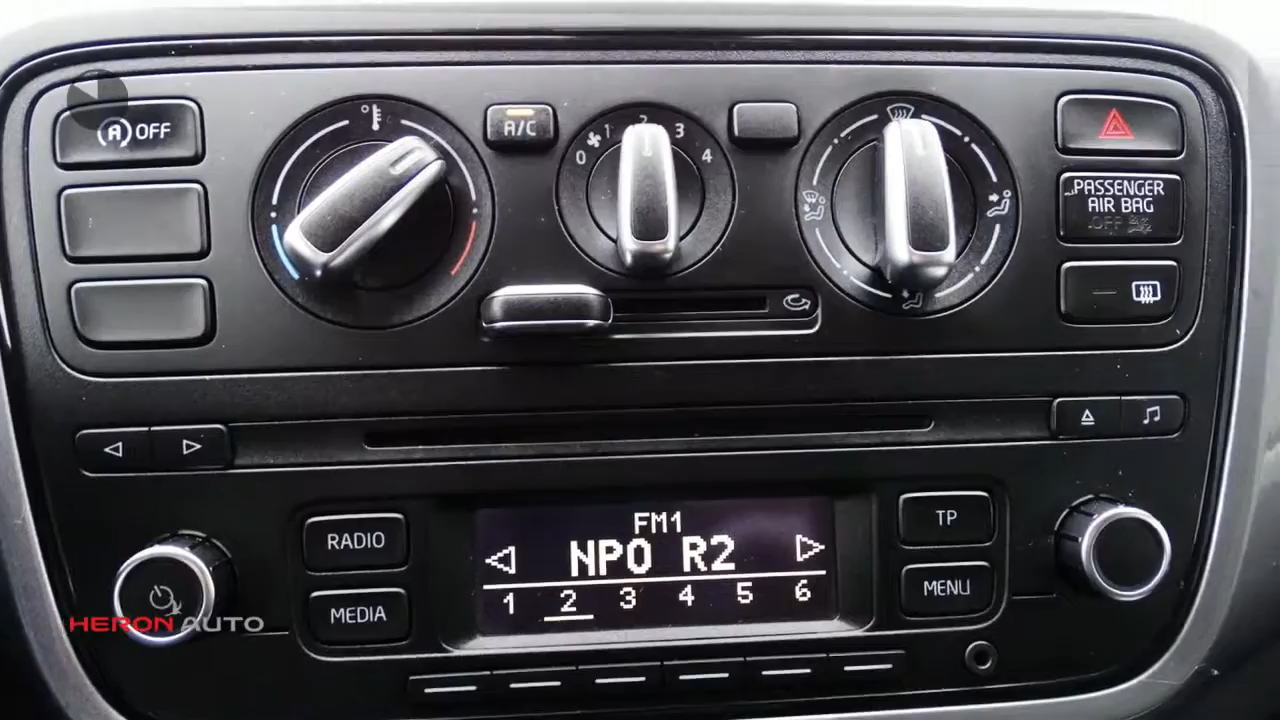 A OFF
A/C
0 1 2 3 4
PASSENGER
AIR BAG
OFF
RADIO
MEDIA
FM1
NPO R2
1 2 3 4 5 6
TP
MENU
HERON AUTO